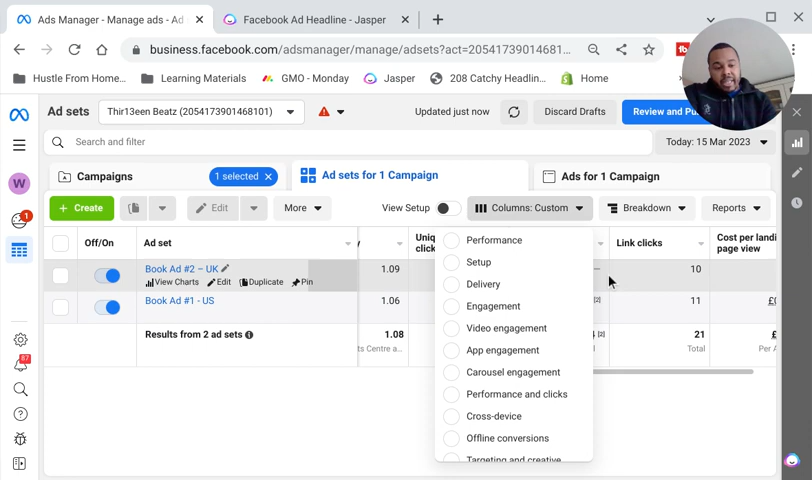 Ads Manager - Manage ads - Ad
Facebook Ad Headline - Jasper
business.facebook.com/adsmanager/manage/adsets?act=20541739014681...
Hustle From Home...
Learning Materials
GMO - Monday
Jasper
208 Catchy Headlin...
Home
Ad sets
Thir13een Beatz (2054173901468101)
Updated just now
Discard Drafts
Review and Pu
Search and filter
Today: 15 Mar 2023
Campaigns
1 selected
Ad sets for 1 Campaign
Ads for 1 Campaign
W
Create
Edit
More
View Setup
Columns: Custom
Breakdown
Reports
Off/On
Ad set
Link clicks
Cost per landi
page view
Book Ad #2 – UK
View Charts
Edit
Duplicate
Pin
1.09
10
Book Ad #1 - US
1.06
11
Results from 2 ad sets
1.08
21
Total
Per A
Performance
Setup
Delivery
Engagement
Video engagement
App engagement
Carousel engagement
Performance and clicks
Cross-device
Offline conversions
Targeting and creative
1
87